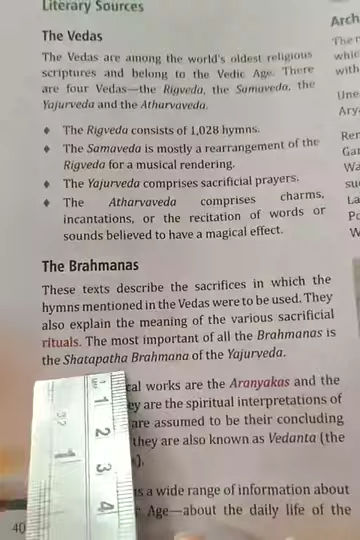 Literary Sources
The Vedas
The Vedas are among the world's oldest religious
scriptures and belong to the Vedic Age. There
are four Vedas—the Rigveda, the Samaveda, the
Yajurveda and the Atharvaveda.
♦ The Rigveda consists of 1,028 hymns.
♦ The Samaveda is mostly a rearrangement of the
Rigveda for a musical rendering.
♦ The Yajurveda comprises sacrificial prayers.
♦ The Atharvaveda comprises charms,
incantations, or the recitation of words or
sounds believed to have a magical effect.
The Brahmanas
These texts describe the sacrifices in which the
hymns mentioned in the Vedas were to be used. They
also explain the meaning of the various sacrificial
rituals. The most important of all the Brahmanas is
the Shatapatha Brahmana of the Yajurveda.
cal works are the Aranyakas and the
ey are the spiritual interpretations of
are assumed to be their concluding
they are also known as Vedanta (the
).
is a wide range of information about
Age—about the daily life of the
40
1 2 3 4
1
Arch
The
whic
with
Une
Ary
Ren
Gar
Wa
su
La
Po
W